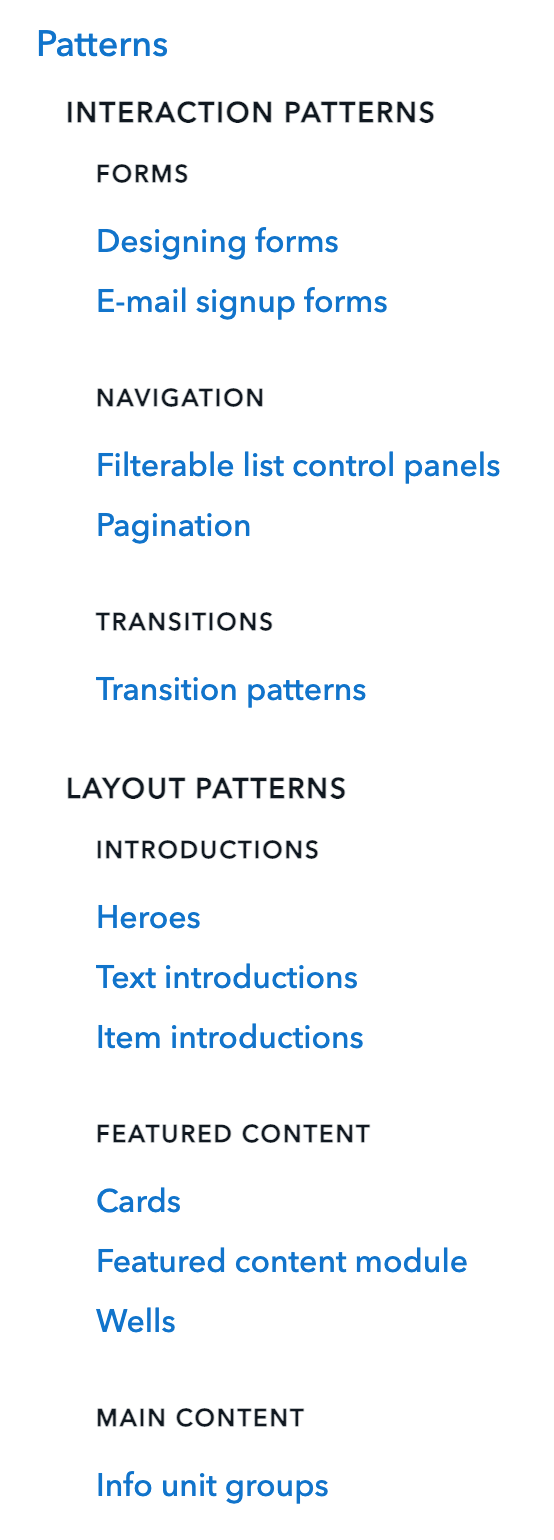 Patterns
INTERACTION PATTERNS
FORMS
Designing forms
E-mail signup forms
NAVIGATION
Filterable list control panels
Pagination
TRANSITIONS
Transition patterns
LAYOUT PATTERNS
INTRODUCTIONS
Heroes
Text introductions
Item introductions
FEATURED CONTENT
Cards
Featured content module
Wells
MAIN CONTENT
Info unit groups